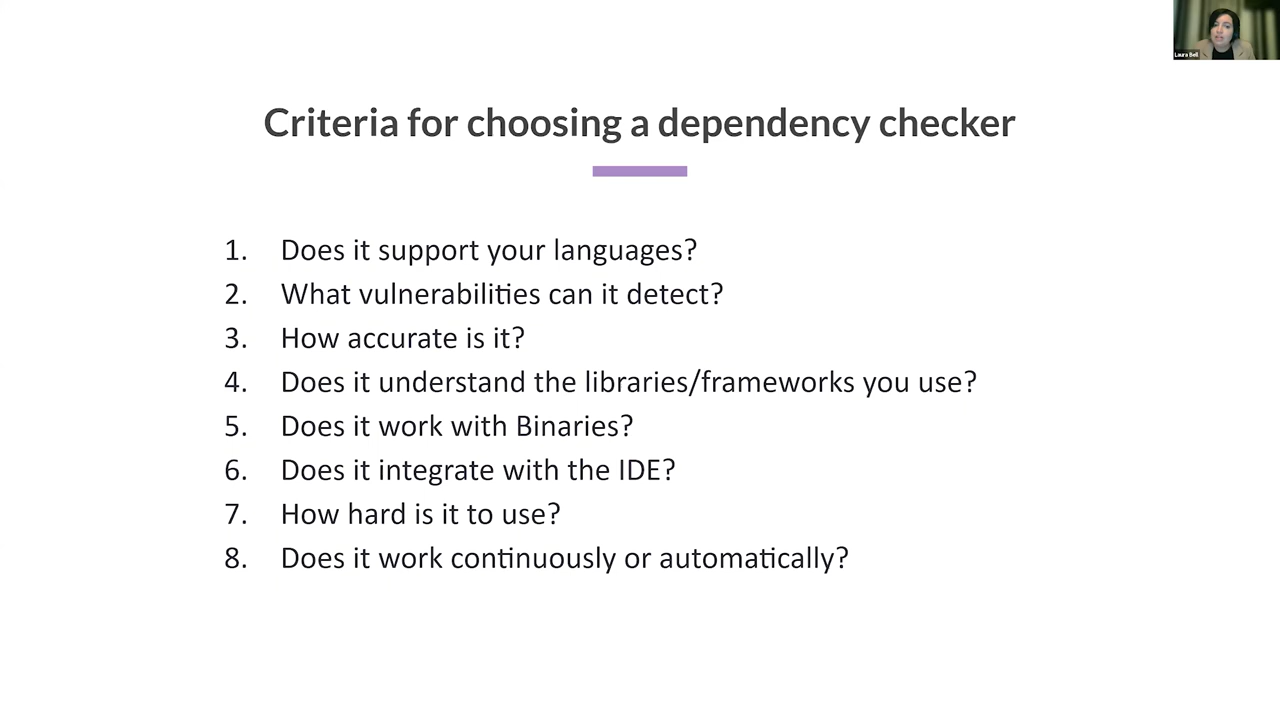 Laura Bell
Criteria for choosing a dependency checker
1. Does it support your languages?
2. What vulnerabilities can it detect?
3. How accurate is it?
4. Does it understand the libraries/frameworks you use?
5. Does it work with Binaries?
6. Does it integrate with the IDE?
7. How hard is it to use?
8. Does it work continuously or automatically?